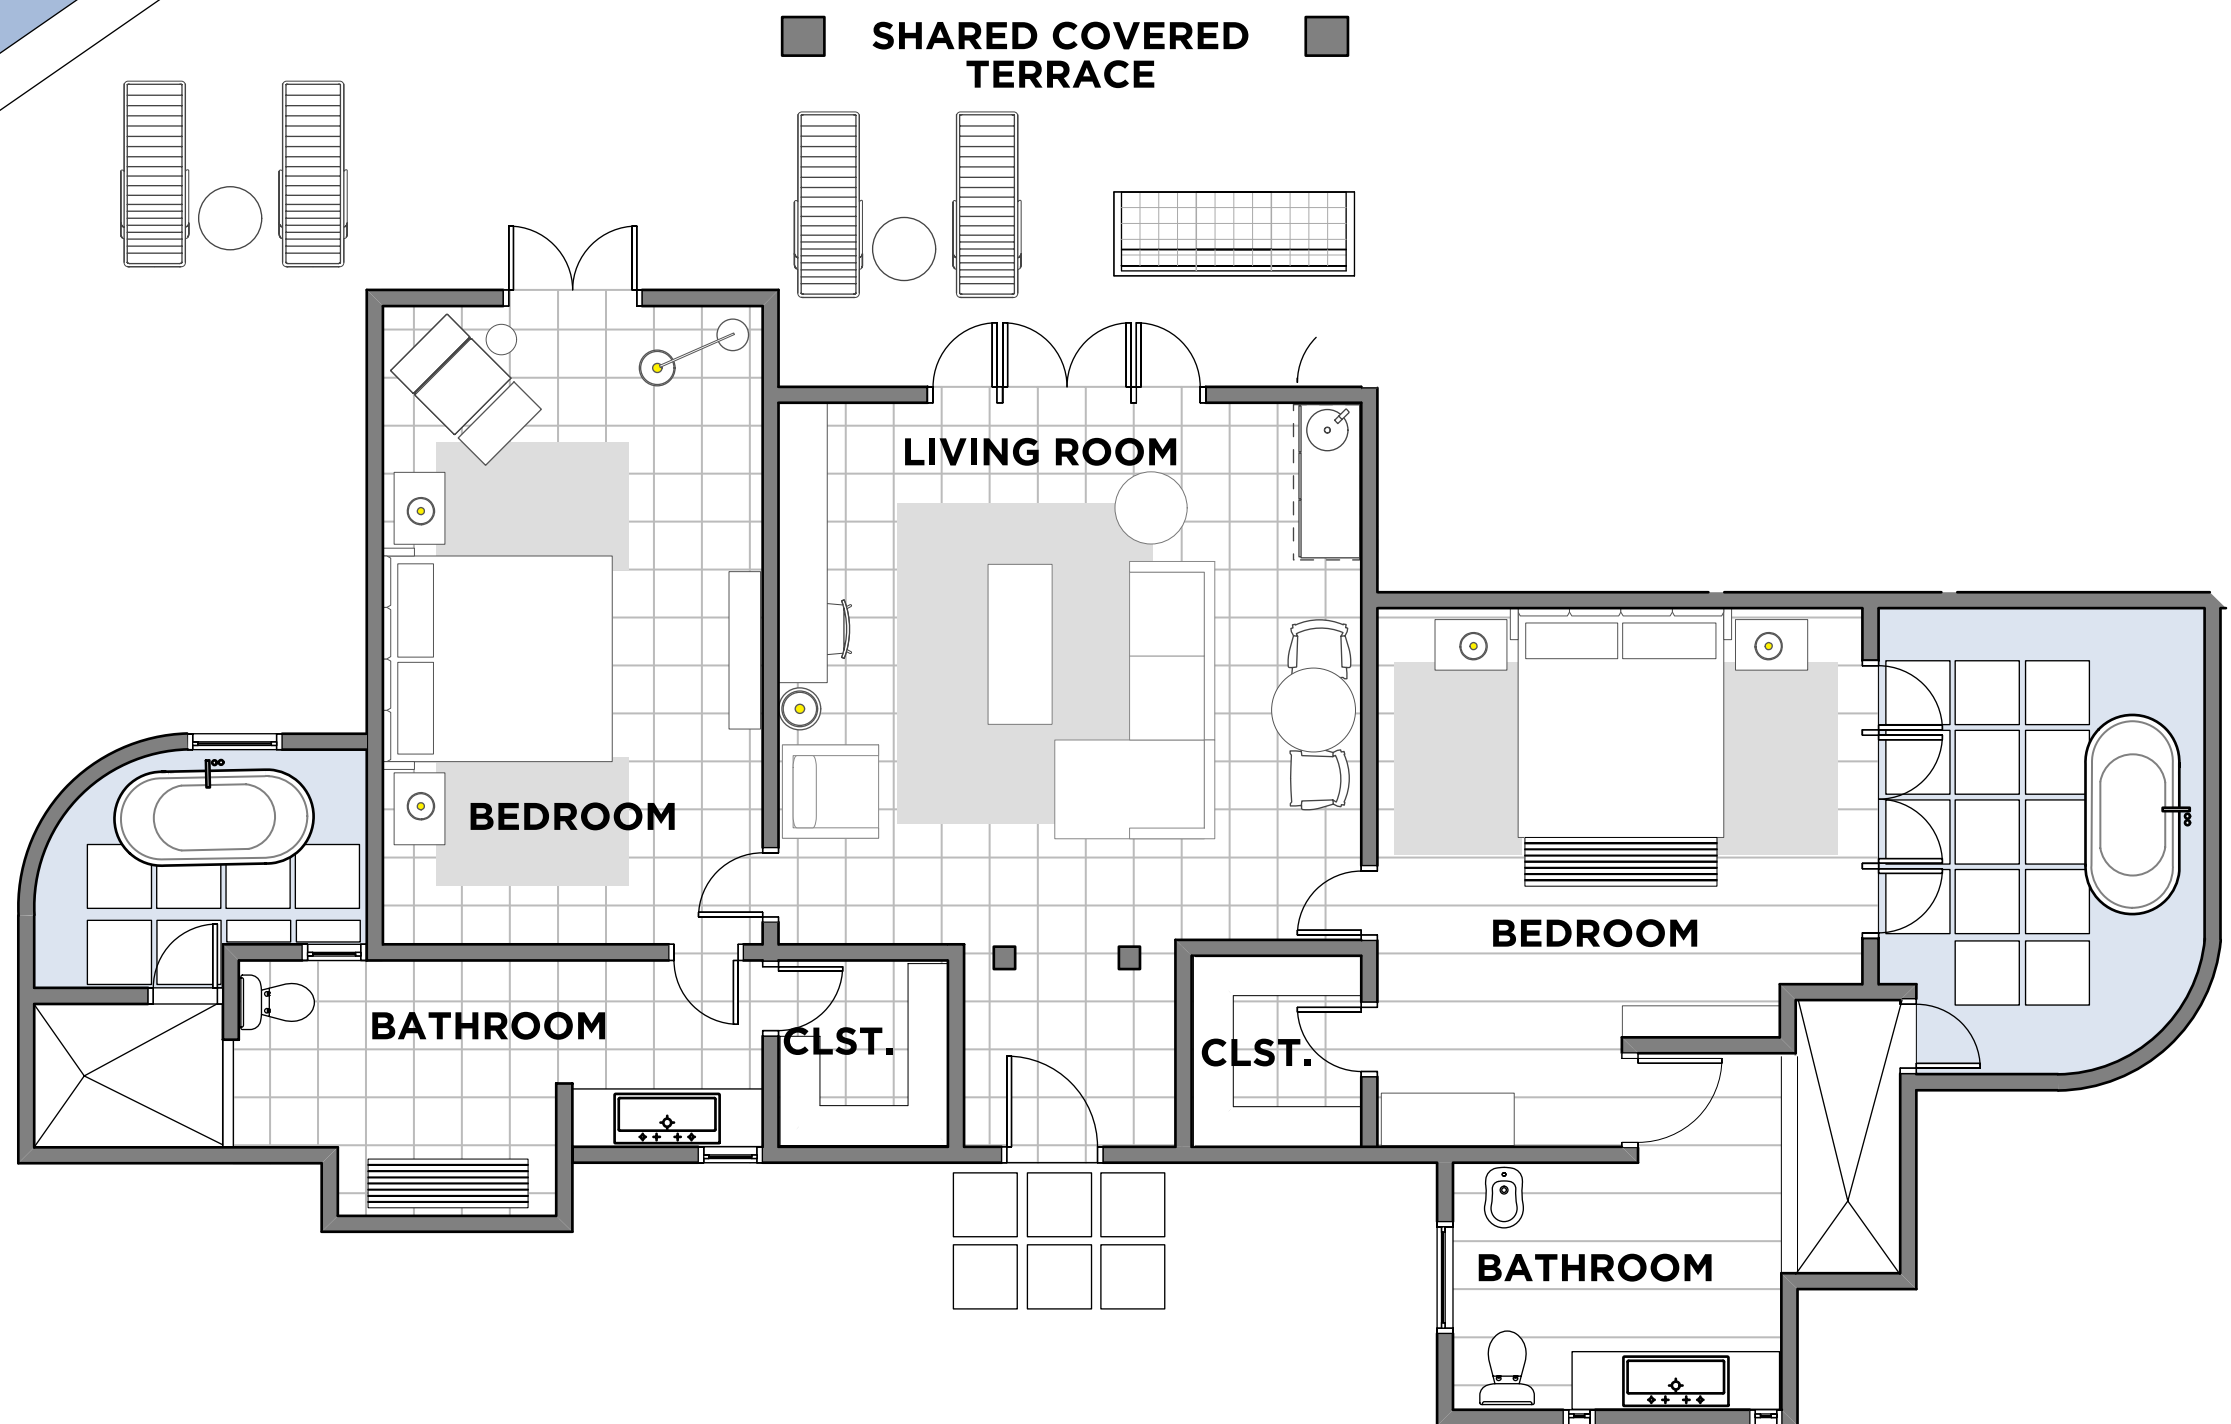 SHARED COVERED
TERRACE
LIVING ROOM
BEDROOM
BEDROOM
BATHROOM
CLST.
CLST.
BATHROOM